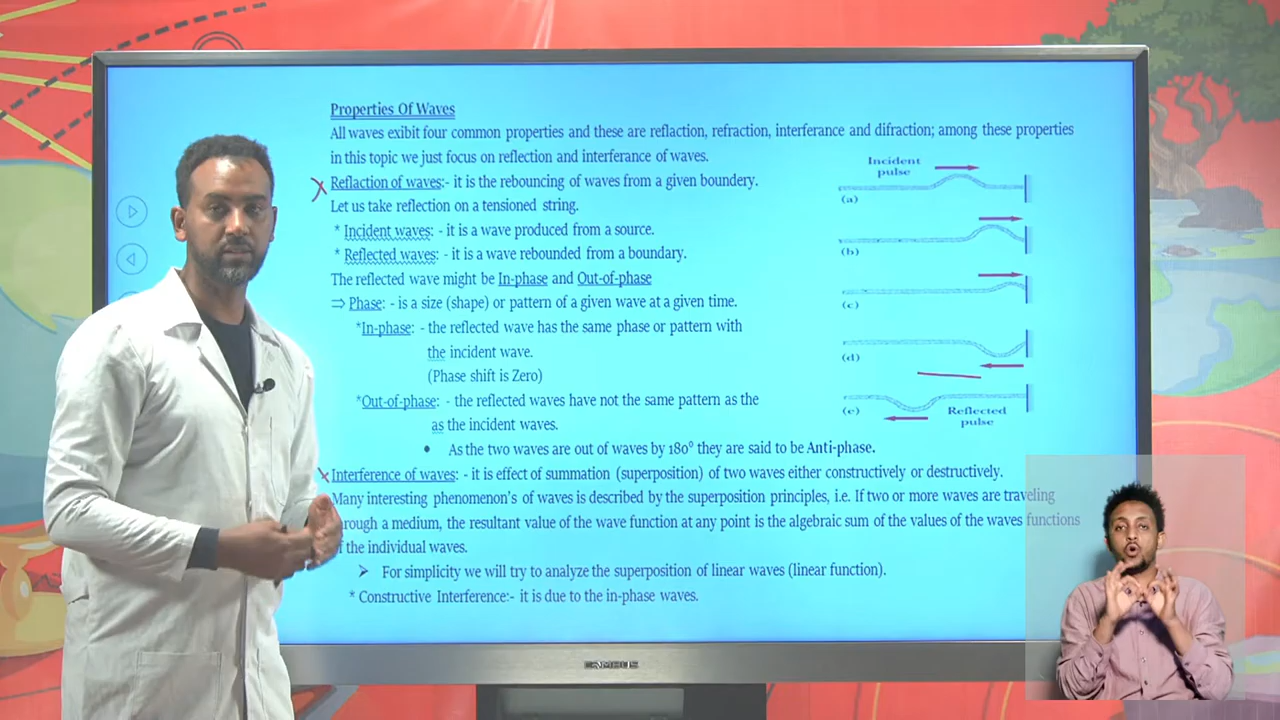 Properties Of Waves
All waves exibit four common properties and these are reflaction, refraction, interferance and difraction; among these properties
in this topic we just focus on reflection and interferance of waves.
Reflaction of waves:- it is the rebouncing of waves from a given boundery.
Let us take reflection on a tensioned string.
* Incident waves: - it is a wave produced from a source.
* Reflected waves: - it is a wave rebounded from a boundary.
The reflected wave might be In-phase and Out-of-phase
⇒ Phase: - is a size (shape) or pattern of a given wave at a given time.
*In-phase: - the reflected wave has the same phase or pattern with
the incident wave.
(Phase shift is Zero)
*Out-of-phase: - the reflected waves have not the same pattern as the
as the incident waves.
• As the two waves are out of waves by 180° they are said to be Anti-phase.
Interference of waves: - it is effect of summation (superposition) of two waves either constructively or destructively.
Many interesting phenomenon's of waves is described by the superposition principles, i.e. If two or more waves are traveling
rough a medium, the resultant value of the wave function at any point is the algebraic sum of the values of the waves functions
f the individual waves.
➢ For simplicity we will try to analyze the superposition of linear waves (linear function).
* Constructive Interference:- it is due to the in-phase waves.
Incident
pulse
(a)
(b)
(c)
(d)
(e)
Reflected
pulse